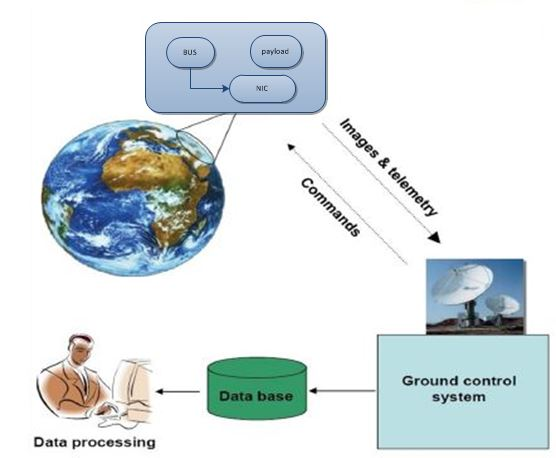 BUS
payload
NIC
Images & telemetry
Commands
Ground control
system
Data base
Data processing